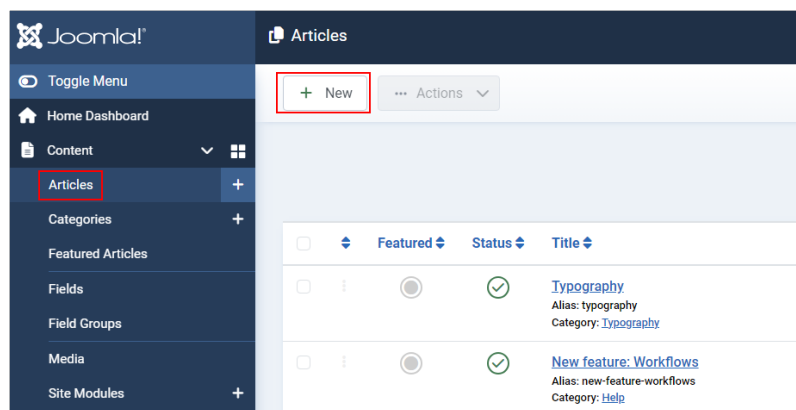 Joomla!
Articles
Toggle Menu
New
Actions
Home Dashboard
Content
Articles
Categories
Featured Articles
Fields
Field Groups
Media
Site Modules
Featured Status Title
Typography
Alias: typography
Category: Typography
New feature: Workflows
Alias: new-feature-workflows
Category: Help